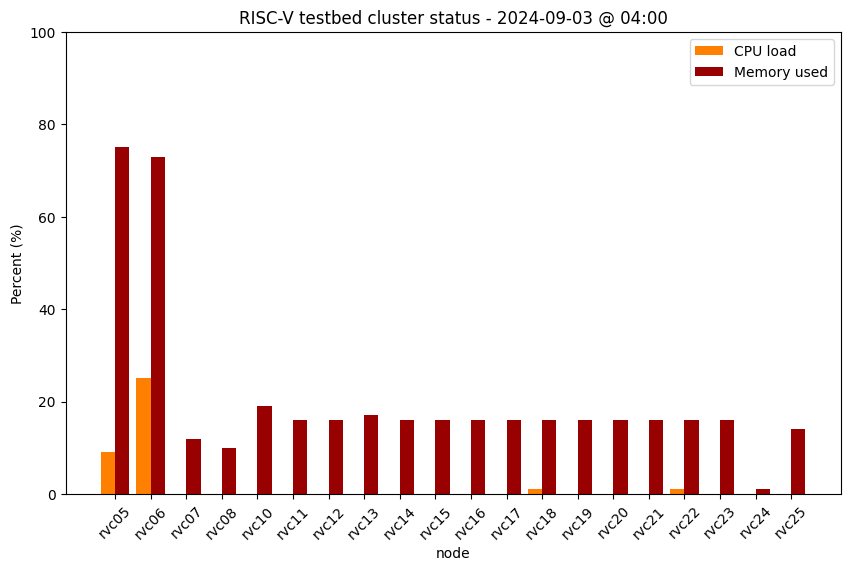 RISC-V testbed cluster status - 2024-09-03 @ 04:00
CPU load
Memory used
Percent (%)
100
80
60
40
20
0
rvc05 rvc06 rvc07 rvc08 rvc10 rvc11 rvc12 rvc13 rvc14 rvc15 rvc16 rvc17 rvc18 rvc19 rvc20 rvc21 rvc22 rvc23 rvc24 rvc25
node